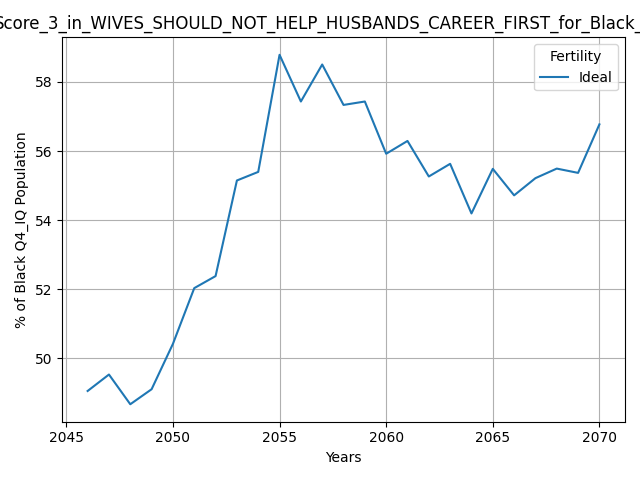 Score_3_in_WIVES_SHOULD_NOT_HELP_HUSBANDS_CAREER_FIRST_for_Black_
Fertility
Ideal
% of Black Q4_IQ Population
58
56
54
52
50
2045 2050 2055 2060 2065 2070
Years